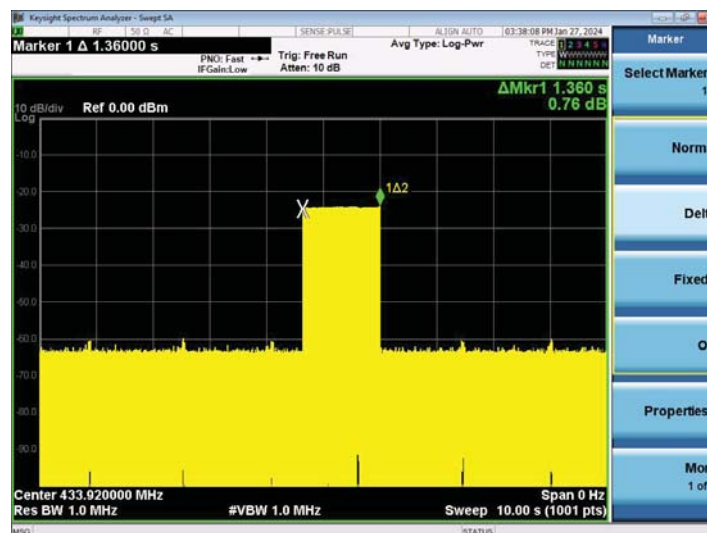 Keysight Spectrum Analyzer - Swept SA
RF 50 Ω AC SENSE:PULSE ALIGN AUTO 03:38:08 PM Jan 27, 2024
Marker 1 Δ 1.36000 s
PNO: Fast
IFGain:Low
Trig: Free Run
Atten: 10 dB
Avg Type: Log-Pwr
TRACE 1 2 3 4 5 6
TYPE W
DET N N N N N N
ΔMkr1 1.360 s
0.76 dB
10 dB/div Ref 0.00 dBm
Log
-10.0
-20.0
1Δ2
X
-30.0
-40.0
-50.0
-60.0
-70.0
-80.0
-90.0
Center 433.920000 MHz Span 0 Hz
Res BW 1.0 MHz #VBW 1.0 MHz Sweep 10.00 s (1001 pts)
MSG STATUS
Marker
Select Marker
1
Norm
Delt
Fixed
O
Properties
Mor
1 of